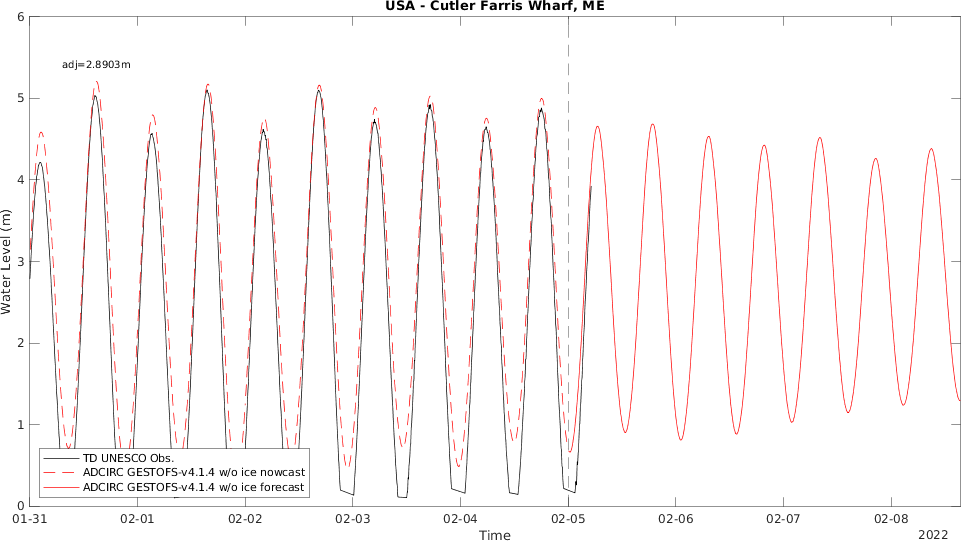 USA - Cutler Farris Wharf, ME
adj=2.8903m
Water Level (m)
6
5
4
3
2
1
0
TD UNESCO Obs.
ADCIRC GESTOFS-v4.1.4 w/o ice nowcast
ADCIRC GESTOFS-v4.1.4 w/o ice forecast
01-31 02-01 02-02 02-03 02-04 02-05 02-06 02-07 02-08
Time
2022